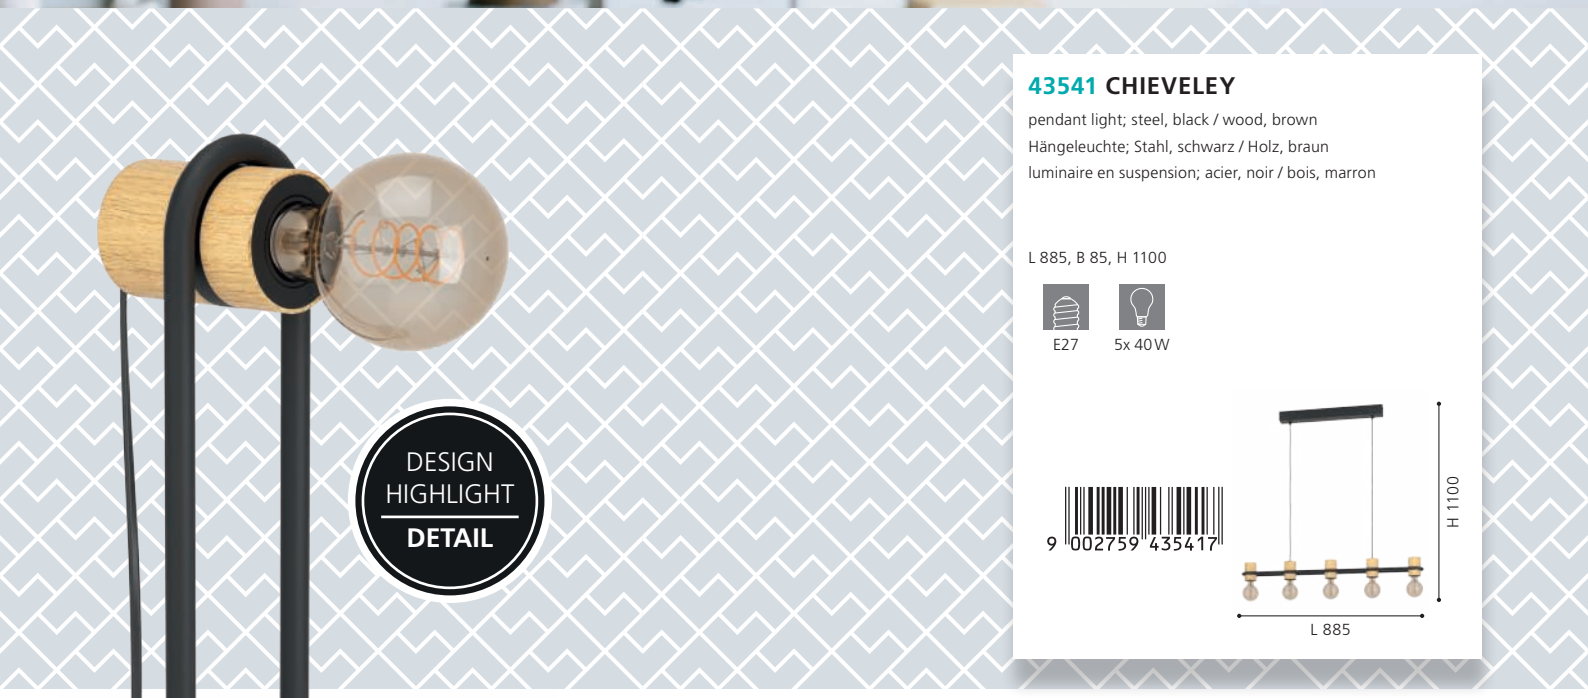 DESIGN
HIGHLIGHT
DETAIL
43541 CHIEVELEY
pendant light; steel, black / wood, brown
Hängeleuchte; Stahl, schwarz / Holz, braun
luminaire en suspension; acier, noir / bois, marron
L 885, B 85, H 1100
E27
5x 40 W
9 002759 435417
H 1100
L 885